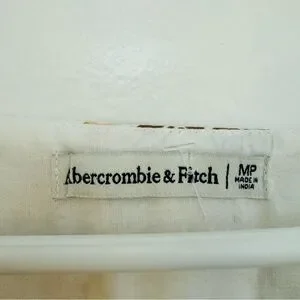 Abercrombie & Fitch | MP
MADE IN
INDIA